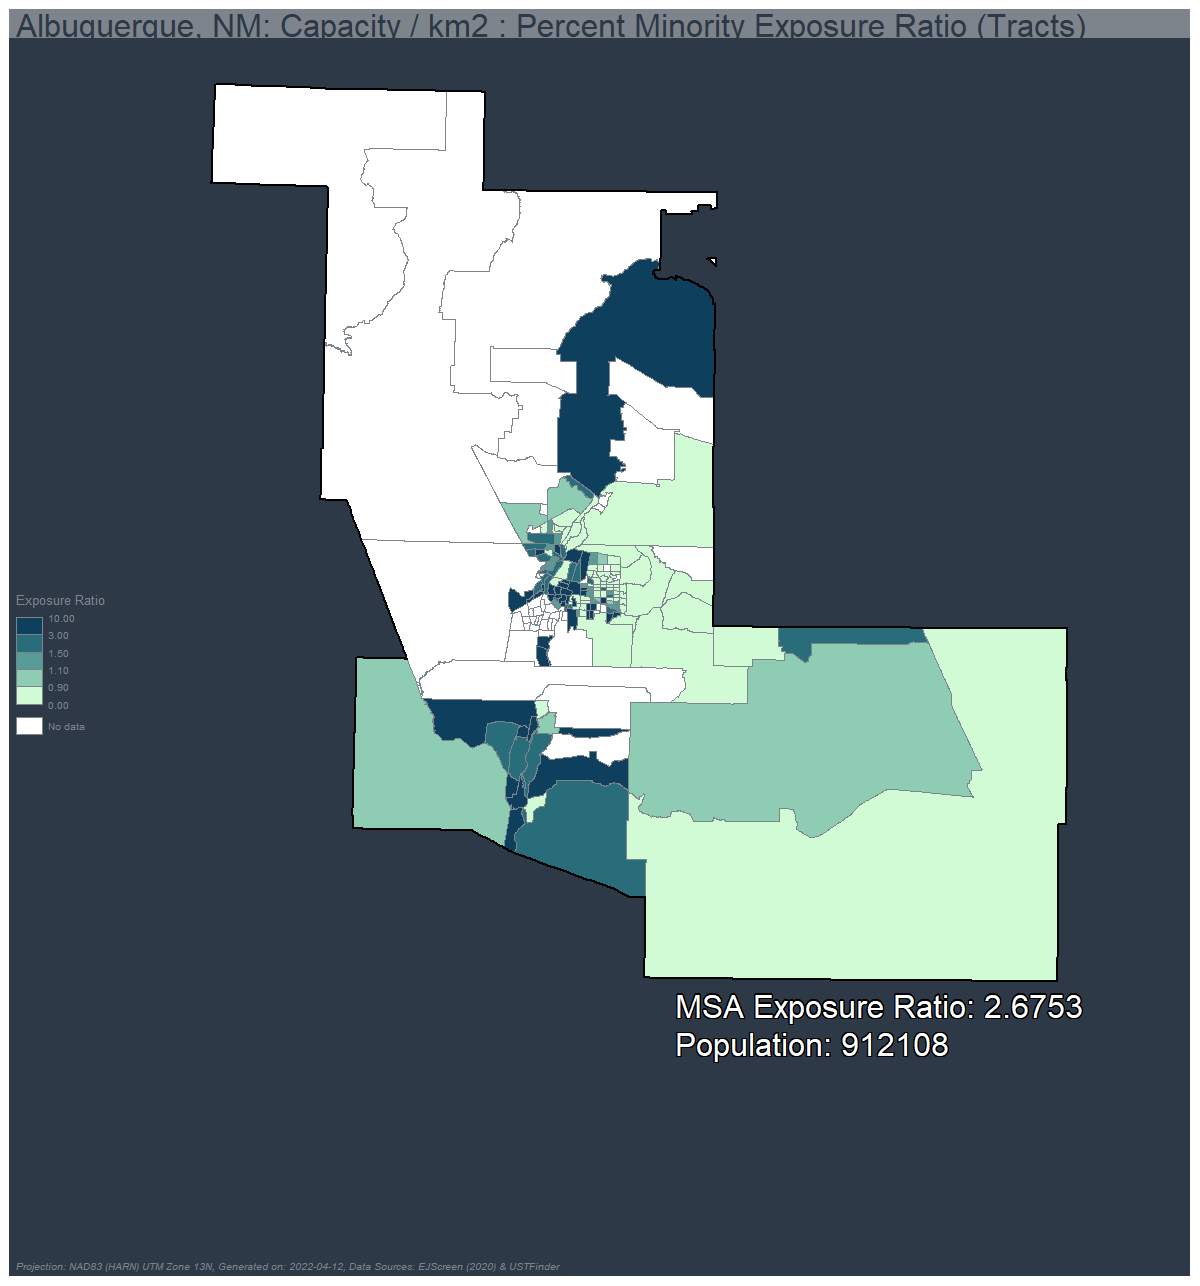 Albuquerque, NM: Capacity / km2 : Percent Minority Exposure Ratio (Tracts)
Exposure Ratio
10.00
3.00
1.50
1.10
0.90
0.00
No data
MSA Exposure Ratio: 2.6753
Population: 912108
Projection: NAD83 (HARN) UTM Zone 13N, Generated on: 2022-04-12, Data Sources: EJScreen (2020) & USTFinder